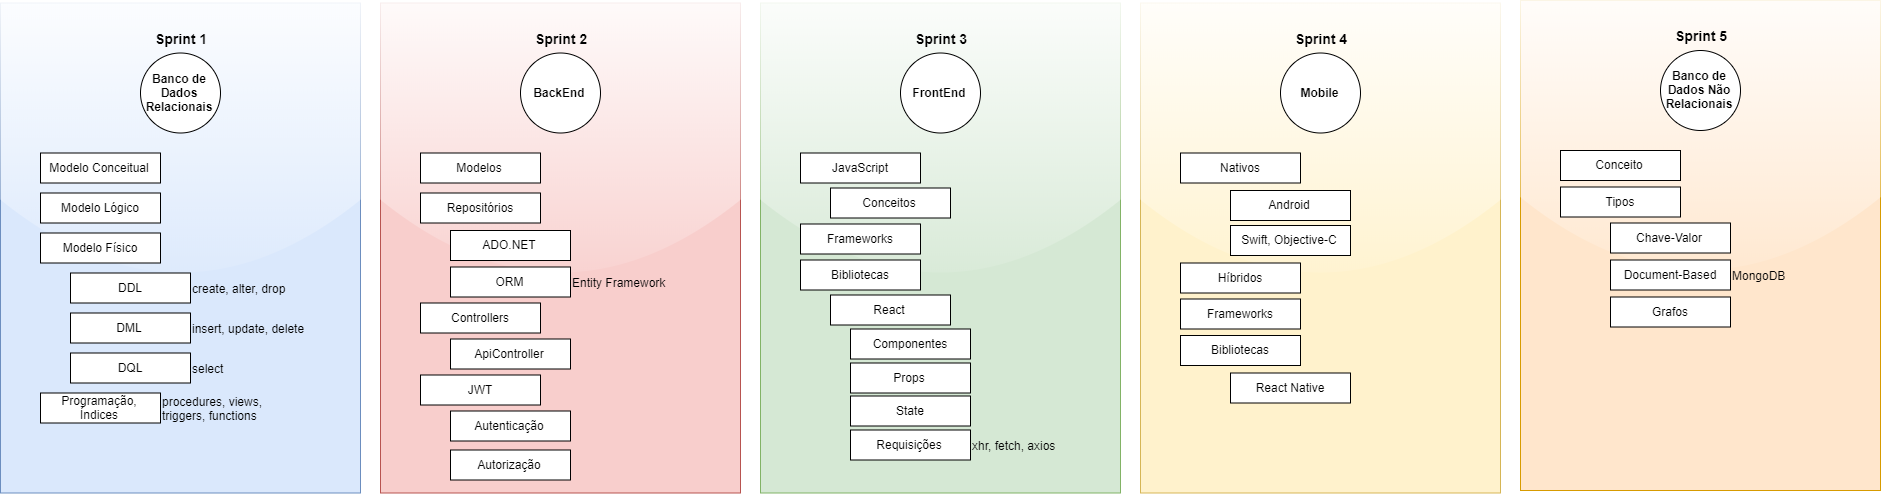 Sprint 1
Banco de
Dados
Relacionais
Modelo Conceitual
Modelo Lógico
Modelo Físico
DDL
create, alter, drop
DML
insert, update, delete
DQL
select
Programação,
Índices
procedures, views,
triggers, functions
Sprint 2
BackEnd
Modelos
Repositórios
ADO.NET
ORM
Entity Framework
Controllers
ApiController
JWT
Autenticação
Autorização
Sprint 3
FrontEnd
JavaScript
Conceitos
Frameworks
Bibliotecas
React
Componentes
Props
State
Requisições
xhr, fetch, axios
Sprint 4
Mobile
Nativos
Android
Swift, Objective-C
Híbridos
Frameworks
Bibliotecas
React Native
Sprint 5
Banco de
Dados Não
Relacionais
Conceito
Tipos
Chave-Valor
Document-Based
MongoDB
Grafos